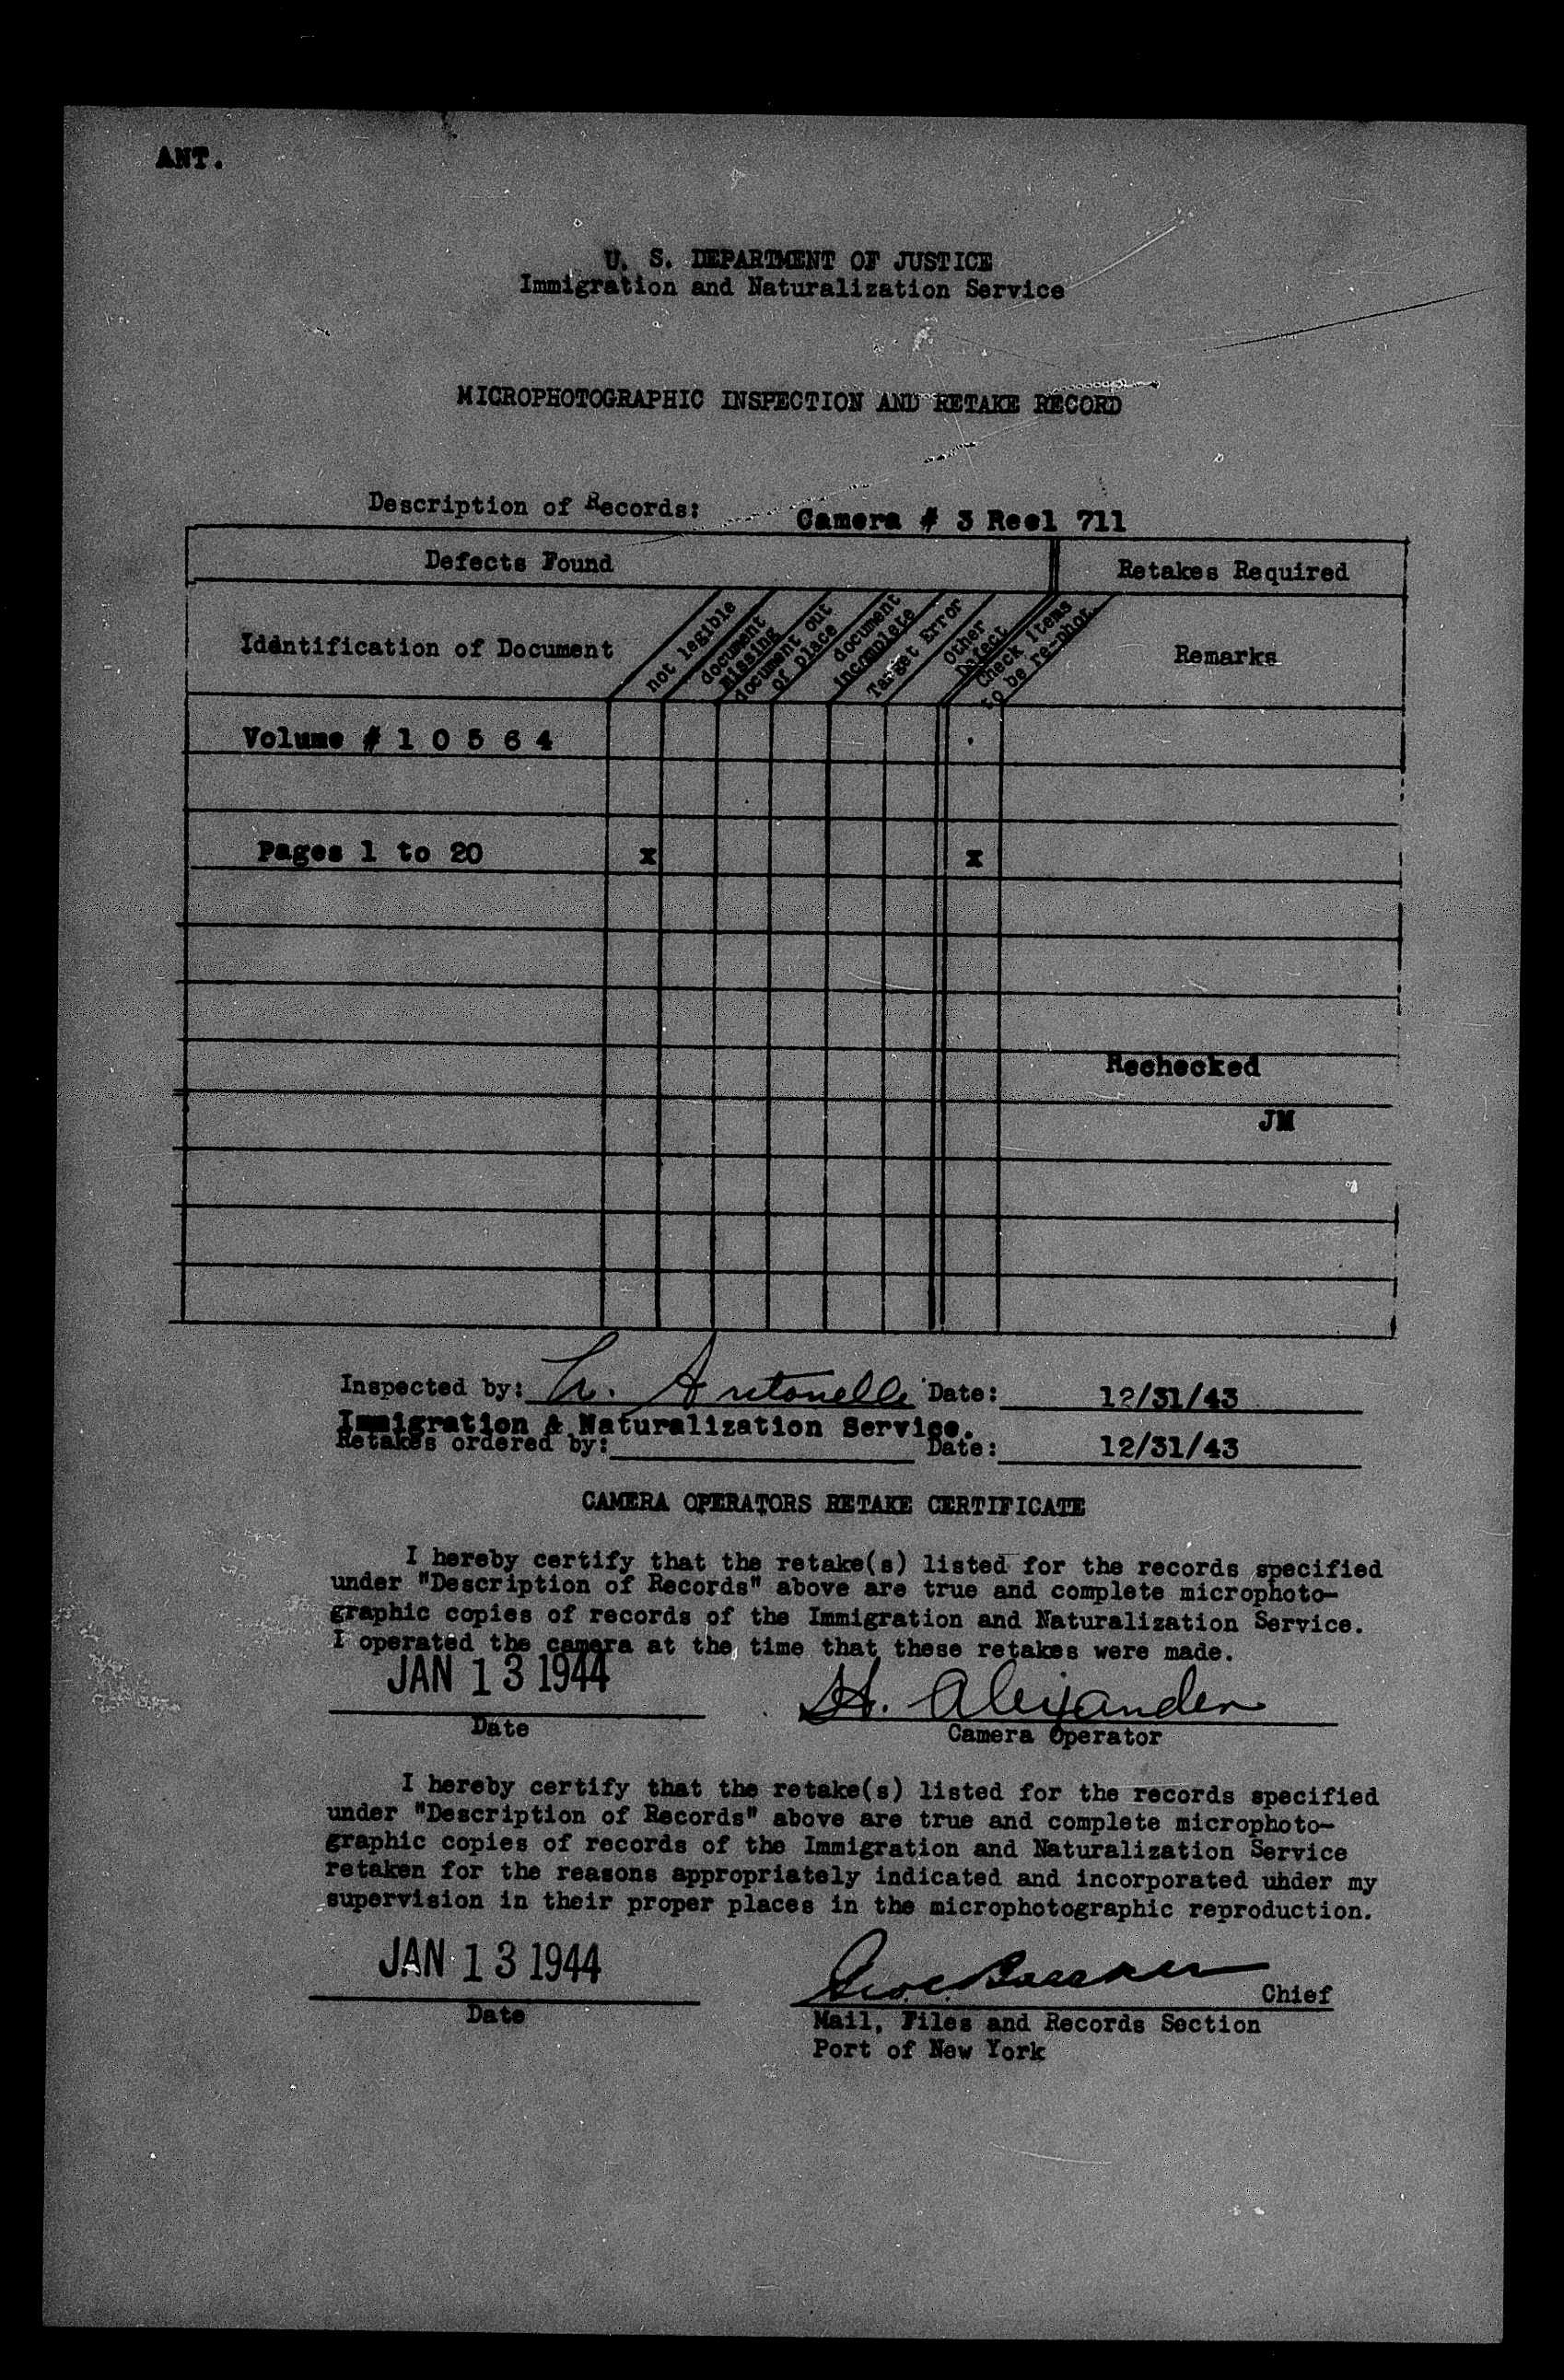 ANT.
U. S. DEPARTMENT OF JUSTICE
Immigration and Naturalization Service
MICROPHOTOGRAPHIC INSPECTION AND RETAKE RECORD
Description of Records: Camera # 3 Reel 711
Defects Found
Retakes Required
Identification of Document
not legible
document
missing
document out
of place
document
incomplete
Target Error
Other
Defect
Check items
to be re-phot.
Remarks
Volume # 1 0 5 6 4
Pages 1 to 20 x x
Rechecked
JM
Inspected by: Antonelli Date: 12/31/43
Immigration & Naturalization Service.
Retakes ordered by: Date: 12/31/43
CAMERA OPERATORS RETAKE CERTIFICATE
I hereby certify that the retake(s) listed for the records specified
under "Description of Records" above are true and complete microphoto-
graphic copies of records of the Immigration and Naturalization Service.
I operated the camera at the time that these retakes were made.
JAN 13 1944 H. Alexander
Date Camera Operator
I hereby certify that the retake(s) listed for the records specified
under "Description of Records" above are true and complete microphoto-
graphic copies of records of the Immigration and Naturalization Service
retaken for the reasons appropriately indicated and incorporated under my
supervision in their proper places in the microphotographic reproduction.
JAN 13 1944
Chief
Date
Mail, Files and Records Section
Port of New York